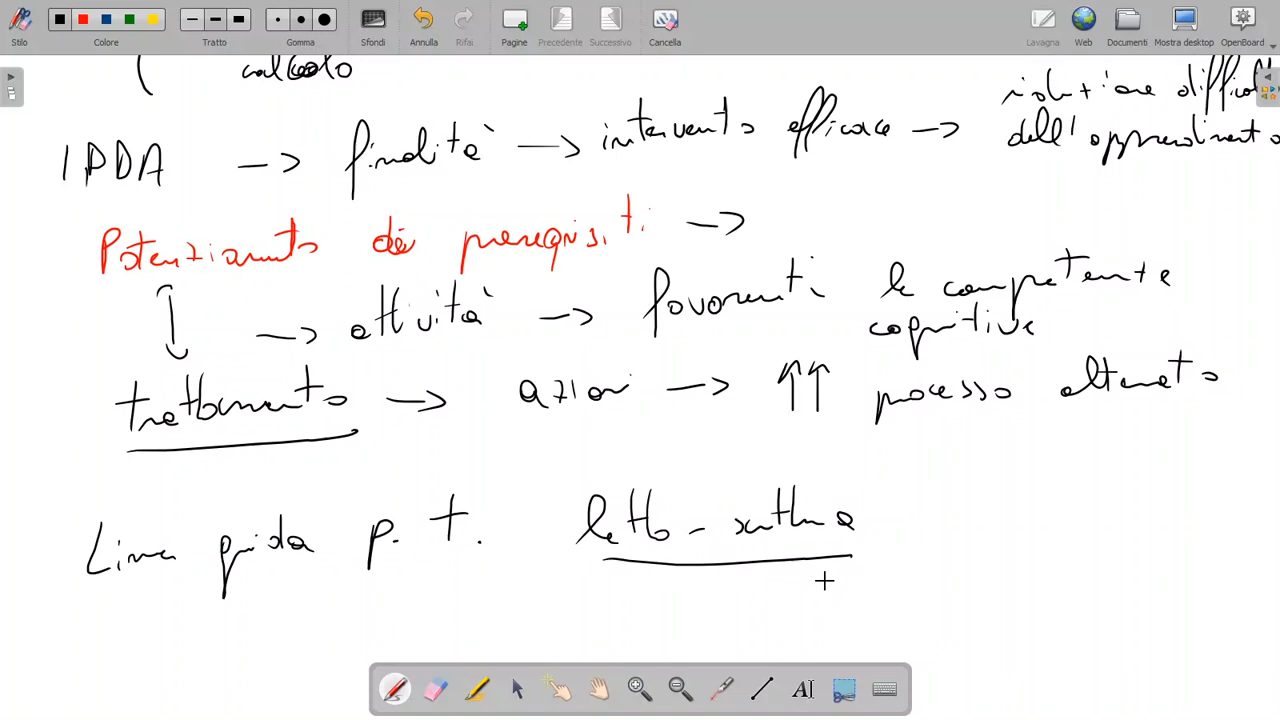 Stilo Colore Tratto Gomma Sfondi Annulla Rifai Pagine Precedente Successivo Cancella Lavagna Web Documenti Mostra desktop OpenBoard
calcolo
IPDA -> finalità -> intervento efficace -> risoluzione difficol
dell'apprendimento
Potenziamento dei prerequisiti ->
-> attività -> favorenti le competenze
cognitive
trattamento -> azioni -> ↑↑ processo alterato
Linee guida p. t. letto-scrittura